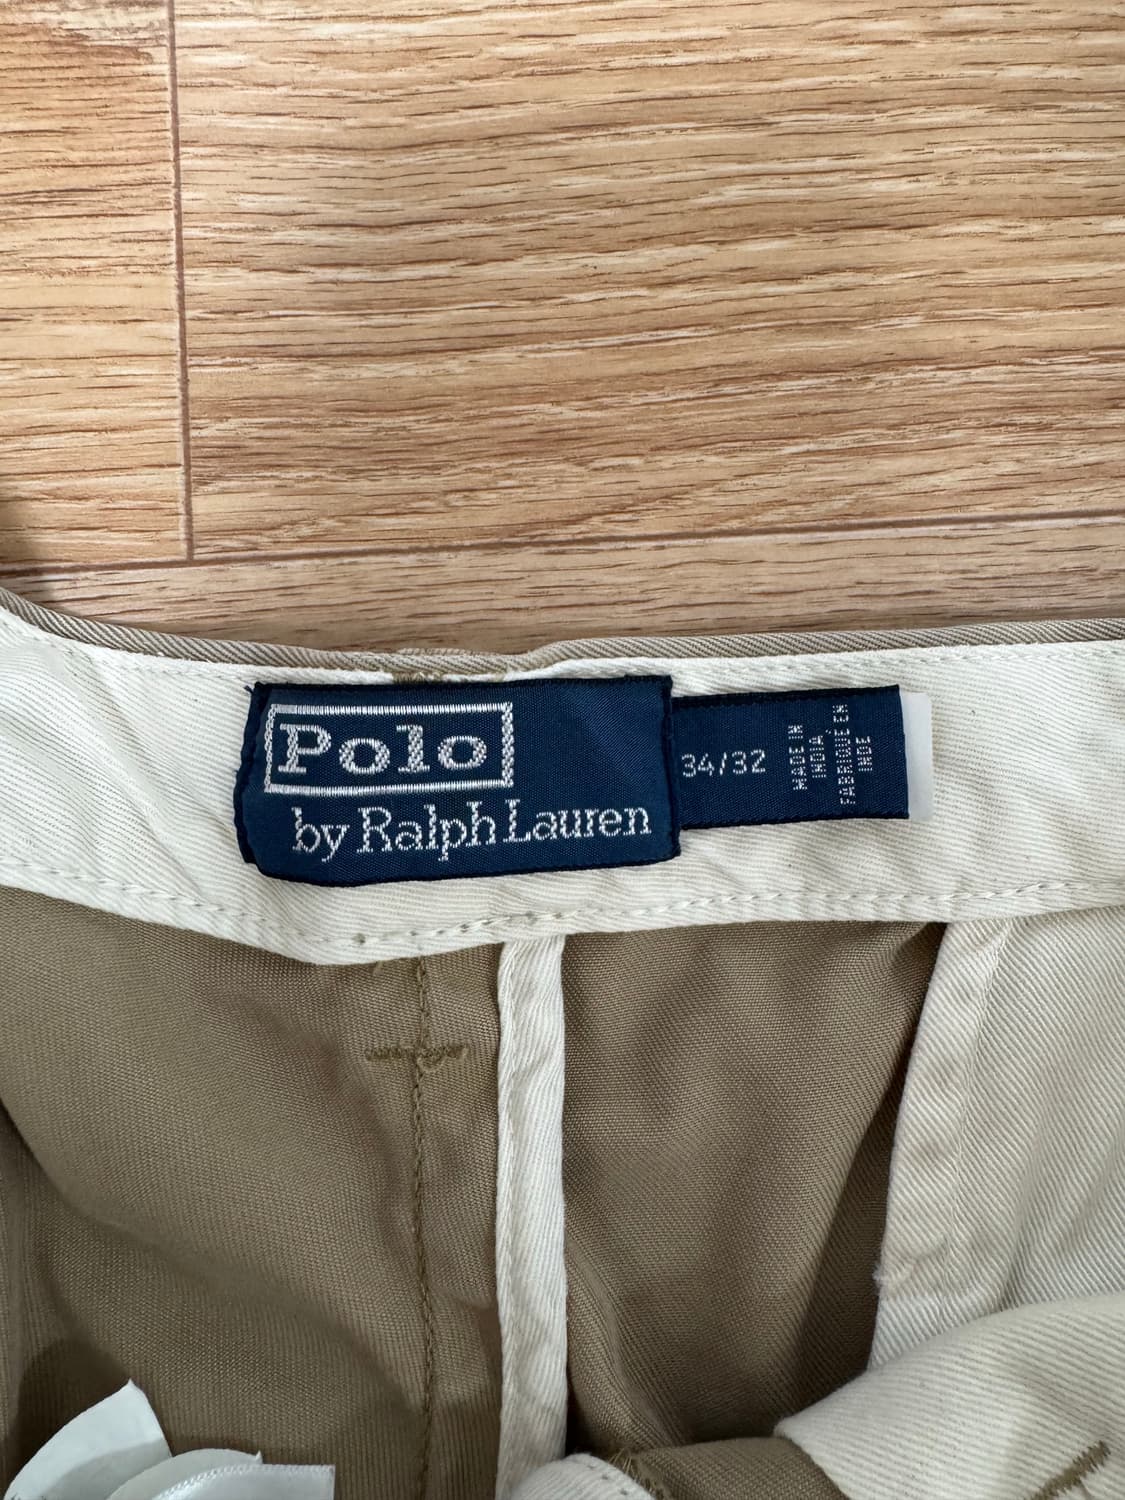 Polo
by Ralph Lauren
34/32
MADE IN
INDIA
FABRIQUÉ EN
INDE